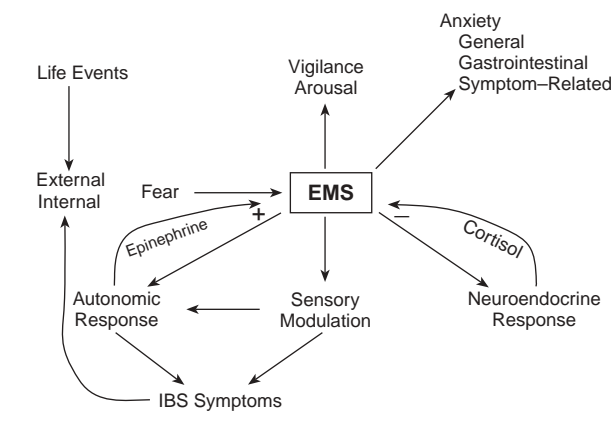 Anxiety
General
Gastrointestinal
Symptom–Related
Life Events
Vigilance
Arousal
External
Internal
Fear
EMS
+
–
Epinephrine
Cortisol
Autonomic
Response
Sensory
Modulation
Neuroendocrine
Response
IBS Symptoms